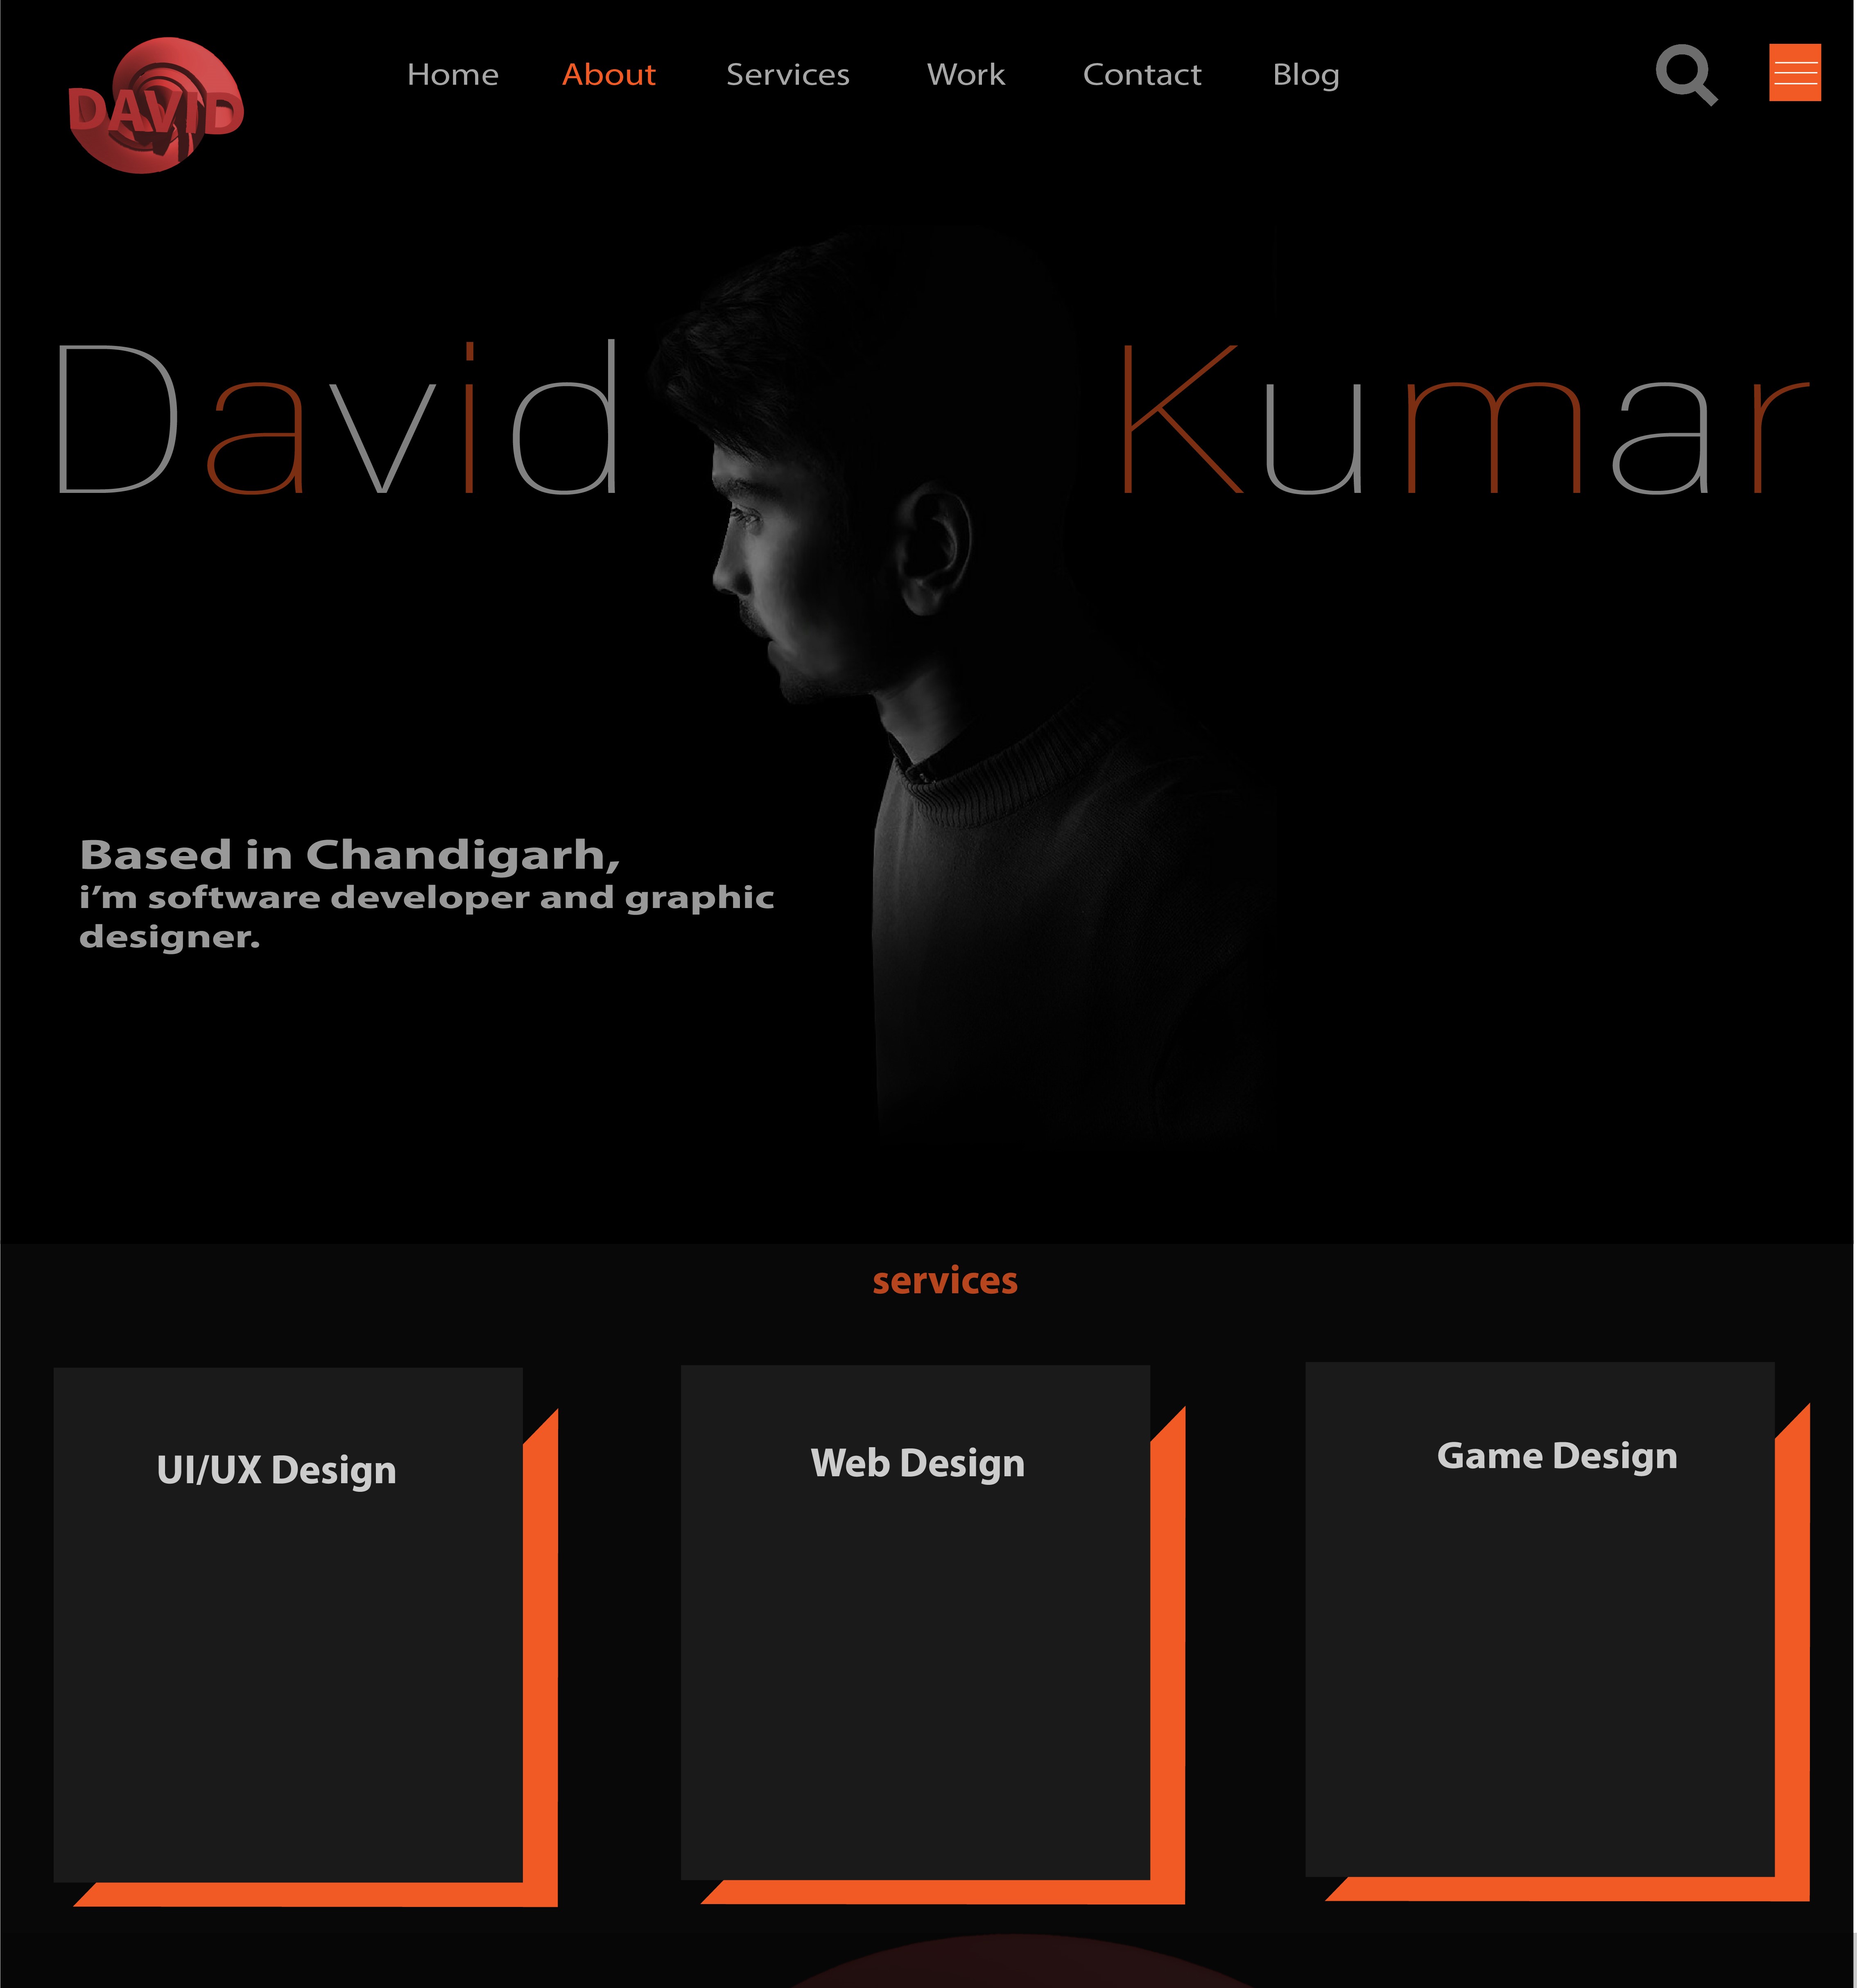 DAVID
Home About Services Work Contact Blog
David Kumar
Based in Chandigarh,
i’m software developer and graphic
designer.
services
UI/UX Design
Web Design
Game Design